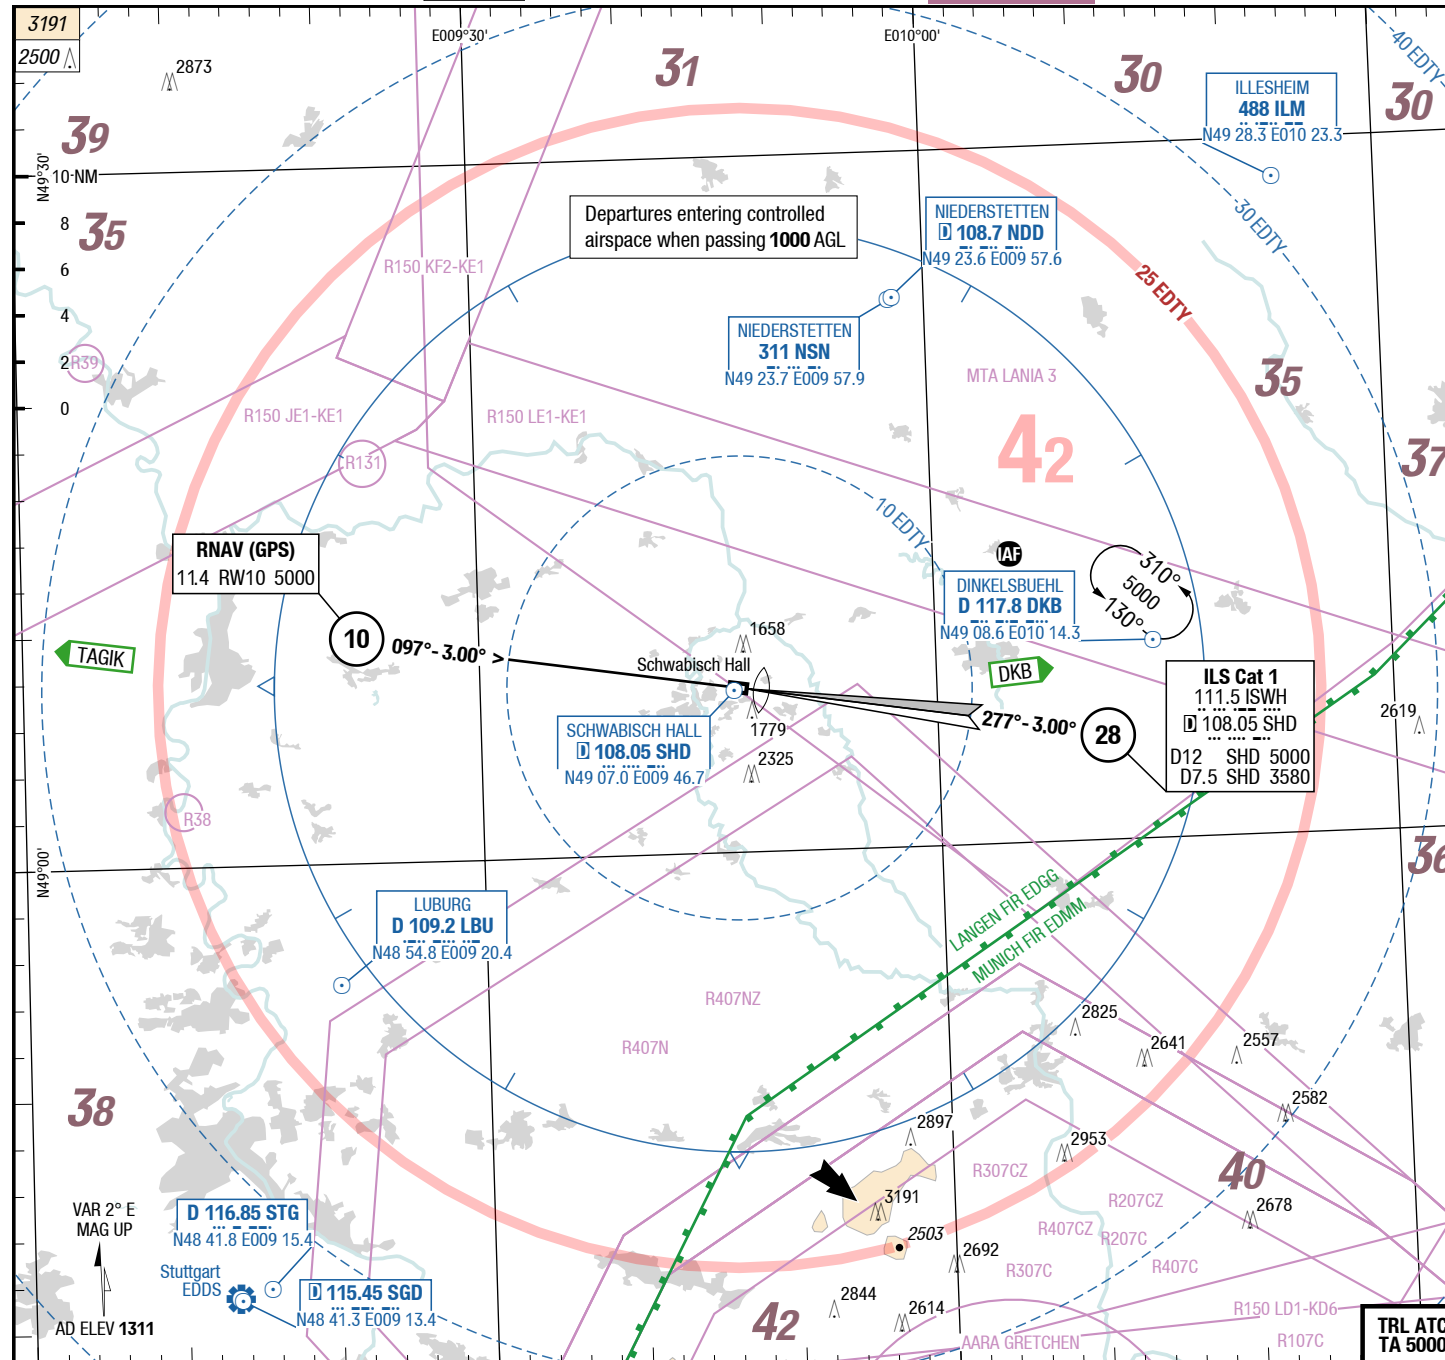 3191
2500
2873
E009°30'
E010°00'
31
30
40 EDTY
30
ILLESHEIM
488 ILM
N49 28.3 E010 23.3
39
N49°30'
10 NM
8
6
4
2
0
35
Departures entering controlled
airspace when passing 1000 AGL
NIEDERSTETTEN
D 108.7 NDD
N49 23.6 E009 57.6
30 EDTY
25 EDTY
R150 KF2-KE1
NIEDERSTETTEN
311 NSN
N49 23.7 E009 57.9
MTA LANIA 3
35
R39
R150 JE1-KE1
R150 LE1-KE1
42
37
R131
10 EDTY
RNAV (GPS)
11.4 RW10 5000
IAF
DINKELSBUEHL
D 117.8 DKB
N49 08.6 E010 14.3
310°
5000
130°
10
097°- 3.00° >
1658
Schwabisch Hall
TAGIK
DKB
ILS Cat 1
111.5 ISWH
D 108.05 SHD
D12 SHD 5000
D7.5 SHD 3580
2619
SCHWABISCH HALL
D 108.05 SHD
N49 07.0 E009 46.7
1779
2325
277°- 3.00°
28
R38
N49°00'
36
LUBURG
D 109.2 LBU
N48 54.8 E009 20.4
LANGEN FIR EDGG
MUNICH FIR EDMM
R407NZ
R407N
2825
2641
2557
38
2582
2897
2953
R307CZ
40
3191
R207CZ
2678
VAR 2° E
MAG UP
D 116.85 STG
N48 41.8 E009 15.4
2503
R407CZ
R207C
2692
R307C
R407C
Stuttgart
EDDS
D 115.45 SGD
N48 41.3 E009 13.4
2844
2614
R150 LD1-KD6
AD ELEV 1311
42
AARA GRETCHEN
R107C
TRL ATC
TA 5000